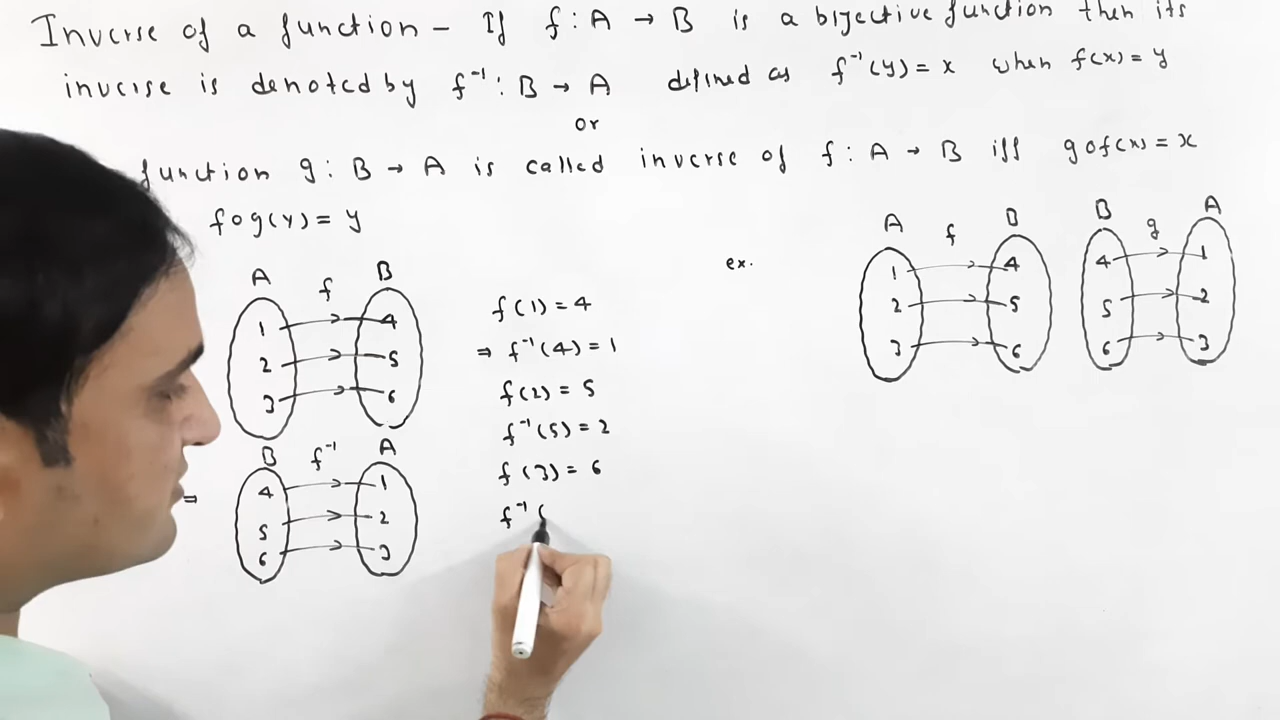 Inverse of a function - If f : A → B is a bijective function then its
inverse is denoted by f⁻¹ : B → A defined as f⁻¹(y) = x when f(x) = y
or
function g : B → A is called inverse of f : A → B iff gof(x) = x
fog(y) = y
A f B
1 4
2 5
3 6
B f⁻¹ A
⇒ 4 1
5 2
6 3
f(1) = 4
⇒ f⁻¹(4) = 1
f(2) = 5
f⁻¹(5) = 2
f(3) = 6
f⁻¹(
ex.
A f B
1 4
2 5
3 6
B g A
4 1
5 2
6 3